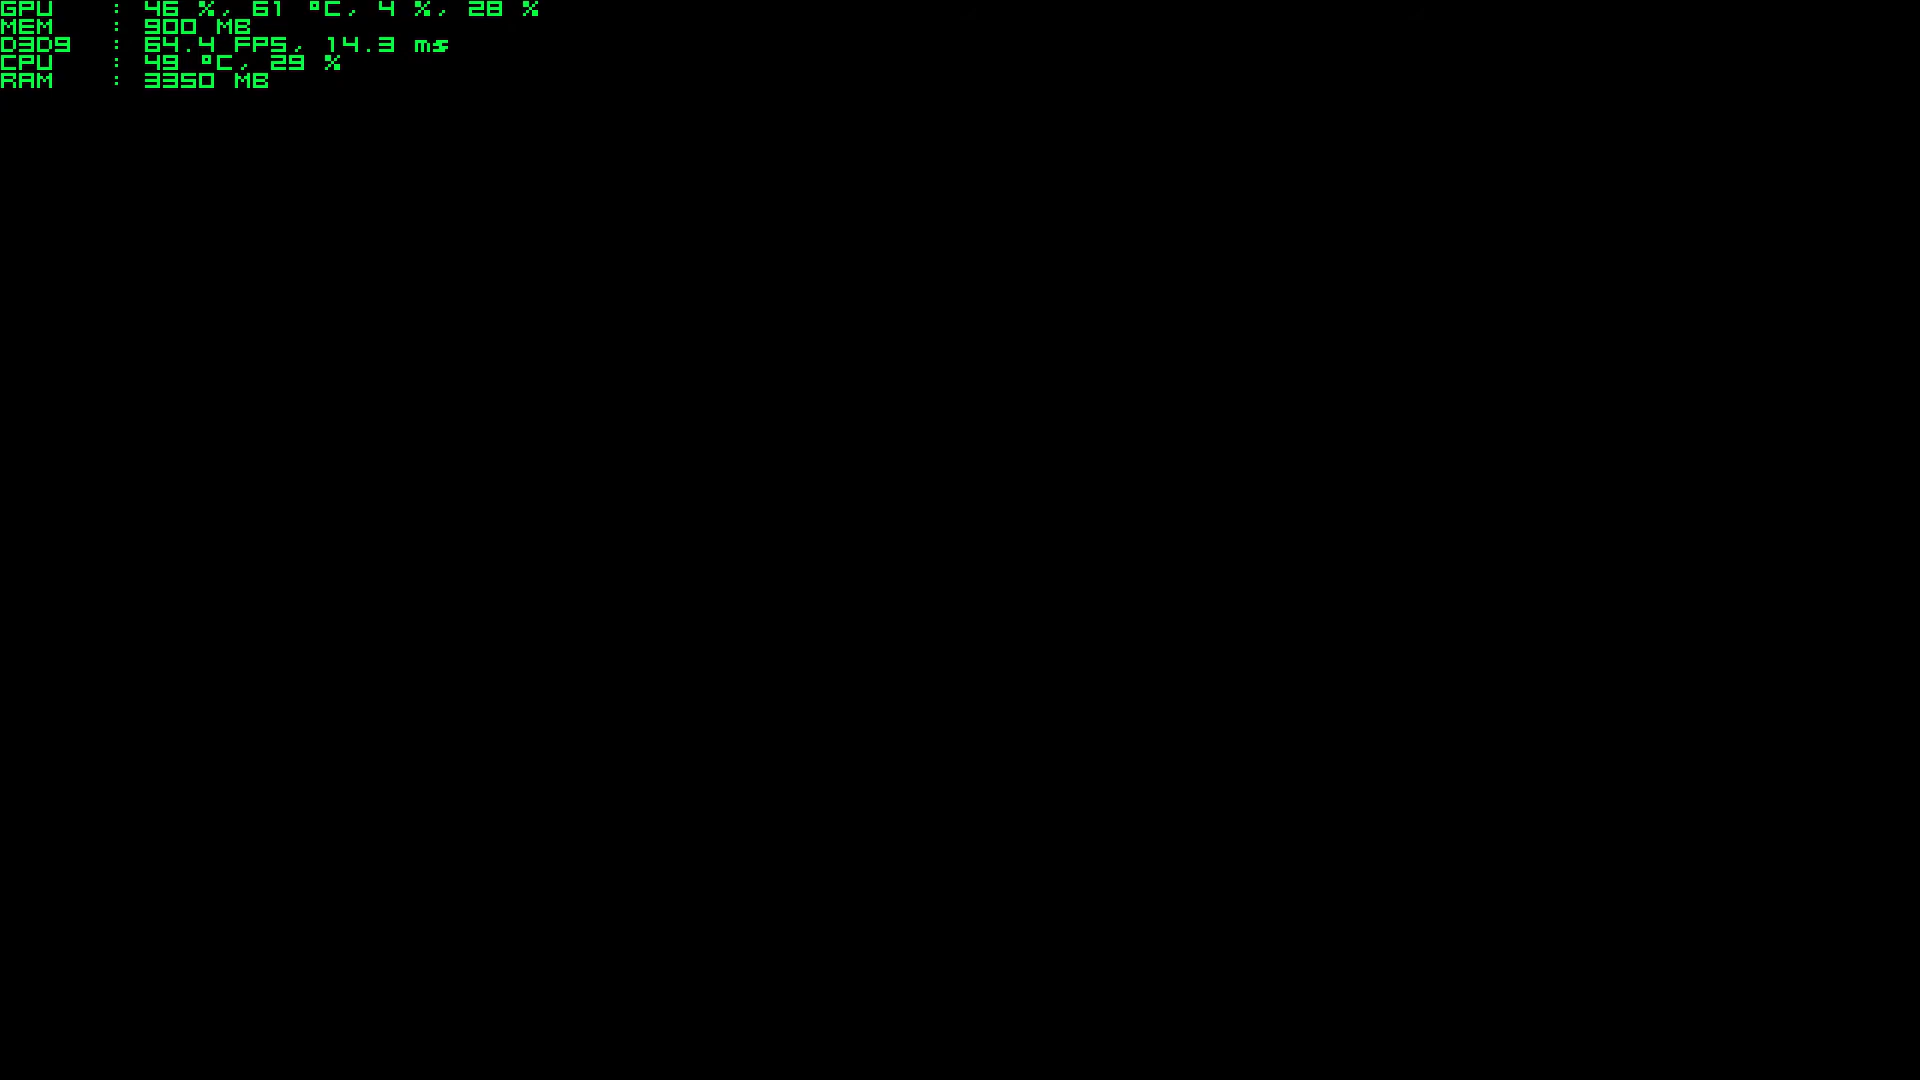 GPU : 46 %, 61 °C, 4 %, 28 %
MEM : 900 MB
D3D9 : 64.4 FPS, 14.3 ms
CPU : 49 °C, 29 %
RAM : 3350 MB